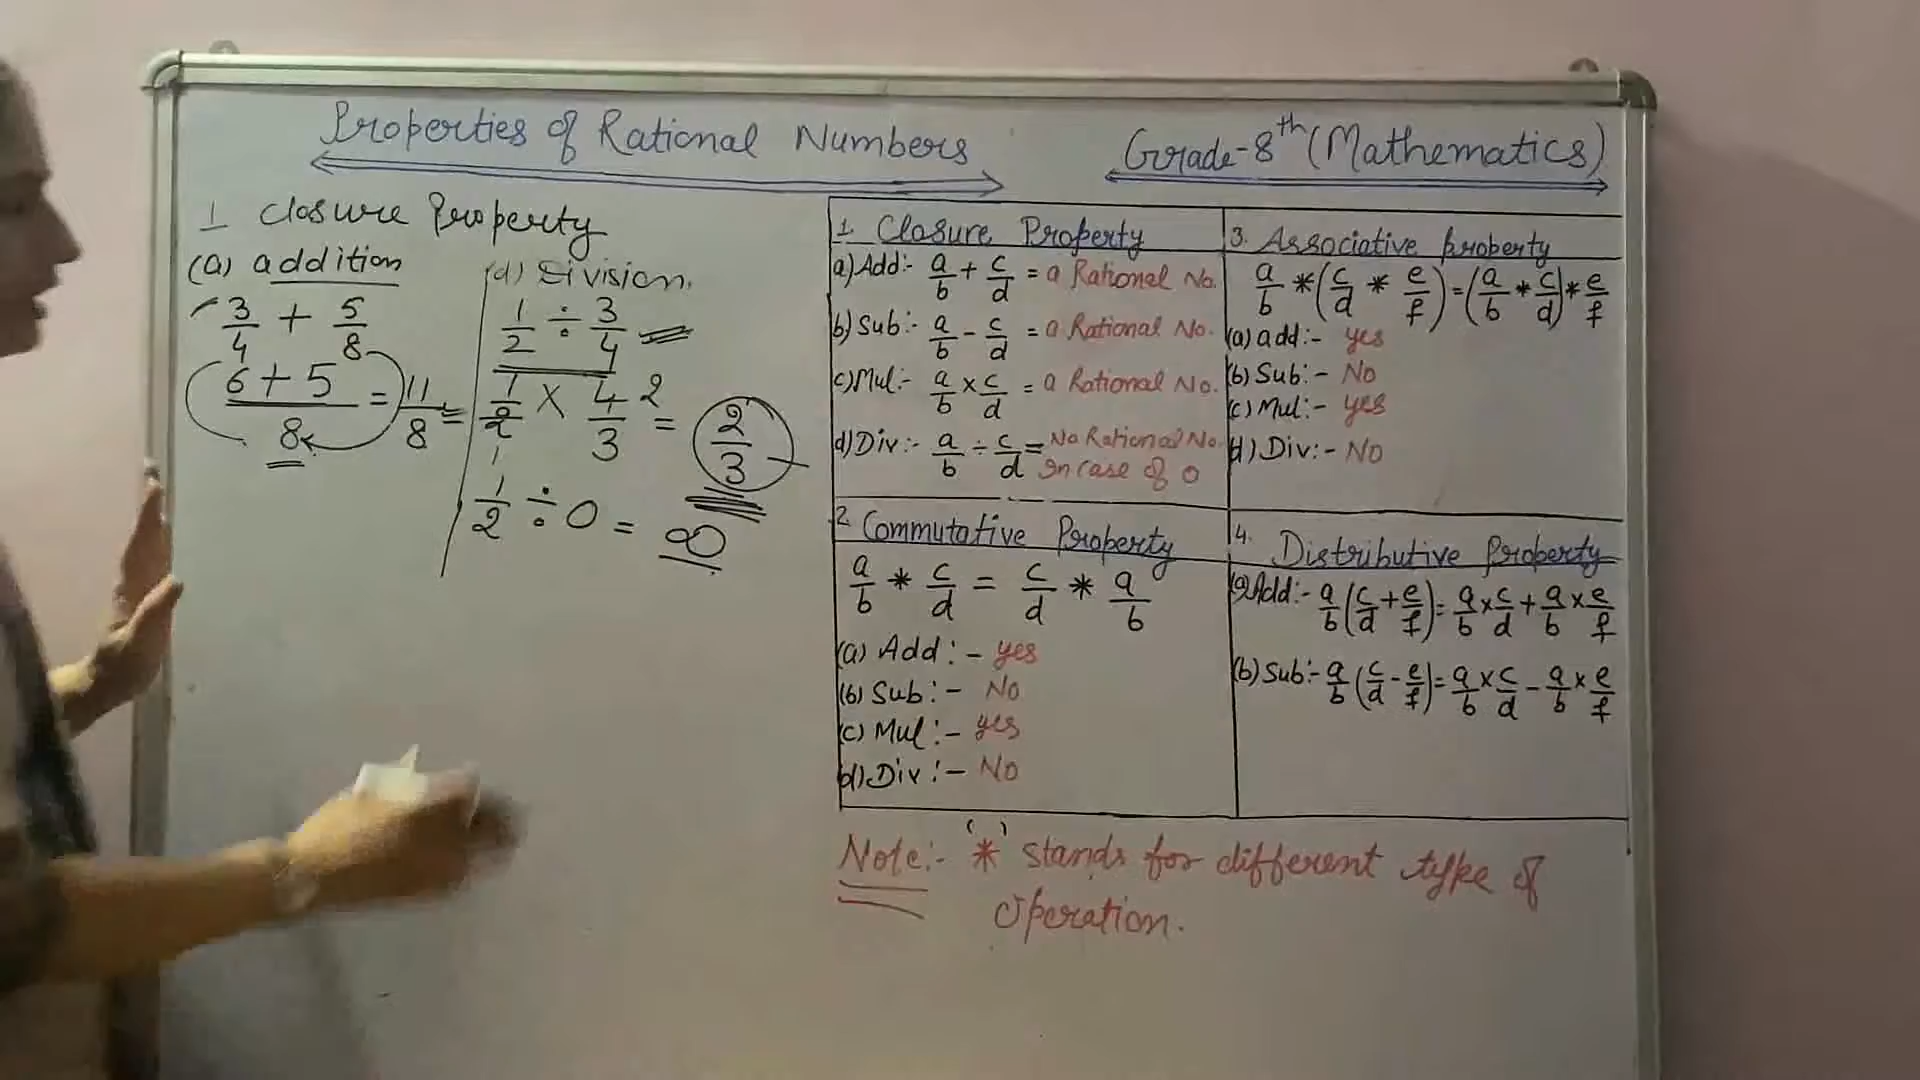 Properties of Rational Numbers
Grade-8th (Mathematics)
1 Closure Property
(a) addition
3/4 + 5/8
6+5/8 = 11/8 =
(d) Division.
1/2 ÷ 3/4
1/2 × 4/3 = 2/3
2
1
1/2 ÷ 0 = ∞
1. Closure Property
a) Add:- a/b + c/d = a Rational No.
b) Sub:- a/b - c/d = a Rational No.
c) Mul:- a/b × c/d = a Rational No.
d) Div:- a/b ÷ c/d = No Rational No.
In case of 0
2. Commutative Property
a/b * c/d = c/d * a/b
(a) Add:- yes
(b) Sub:- No
(c) Mul:- yes
(d) Div:- No
3. Associative property
a/b * (c/d * e/f) = (a/b * c/d) * e/f
(a) add:- yes
(b) Sub:- No
(c) Mul:- yes
(d) Div:- No
4. Distributive Property
(a) Add:- a/b (c/d + e/f) = a/b × c/d + a/b × e/f
(b) Sub:- a/b (c/d - e/f) = a/b × c/d - a/b × e/f
Note:- '*' stands for different type of
operation.